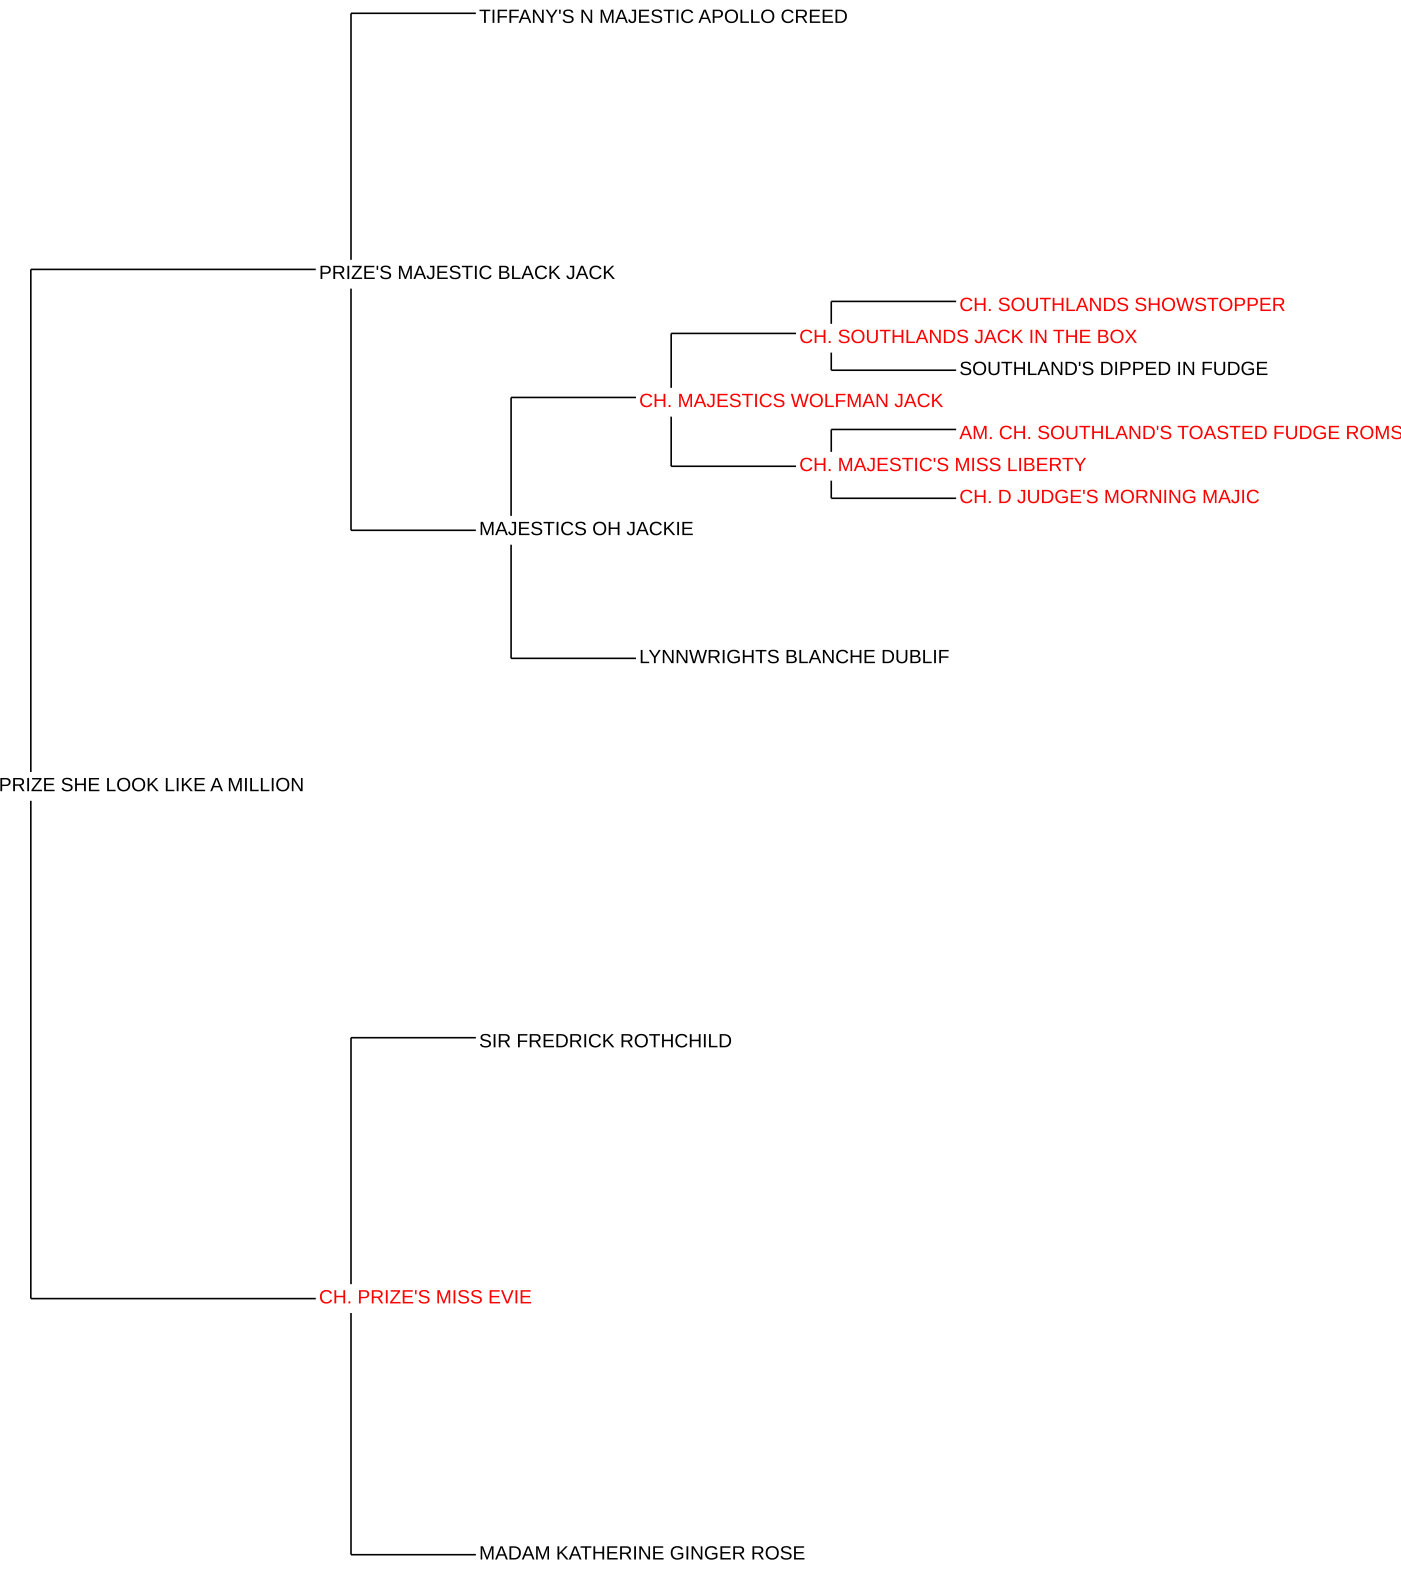 TIFFANY'S N MAJESTIC APOLLO CREED
PRIZE'S MAJESTIC BLACK JACK
CH. SOUTHLANDS SHOWSTOPPER
CH. SOUTHLANDS JACK IN THE BOX
SOUTHLAND'S DIPPED IN FUDGE
CH. MAJESTICS WOLFMAN JACK
AM. CH. SOUTHLAND'S TOASTED FUDGE ROMS
CH. MAJESTIC'S MISS LIBERTY
CH. D JUDGE'S MORNING MAJIC
MAJESTICS OH JACKIE
LYNNWRIGHTS BLANCHE DUBLIF
PRIZE SHE LOOK LIKE A MILLION
SIR FREDRICK ROTHCHILD
CH. PRIZE'S MISS EVIE
MADAM KATHERINE GINGER ROSE